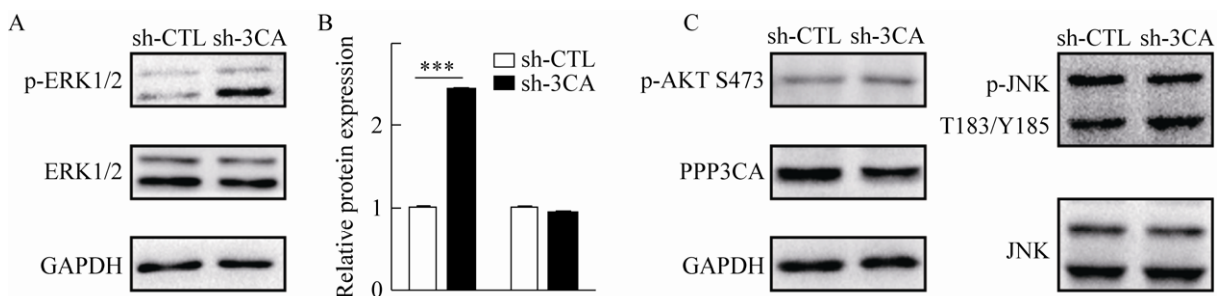 A
sh-CTL sh-3CA
p-ERK1/2
ERK1/2
GAPDH
B
Relative protein expression
2
1
0
***
sh-CTL
sh-3CA
C
sh-CTL sh-3CA
p-AKT S473
PPP3CA
GAPDH
sh-CTL sh-3CA
p-JNK
T183/Y185
JNK